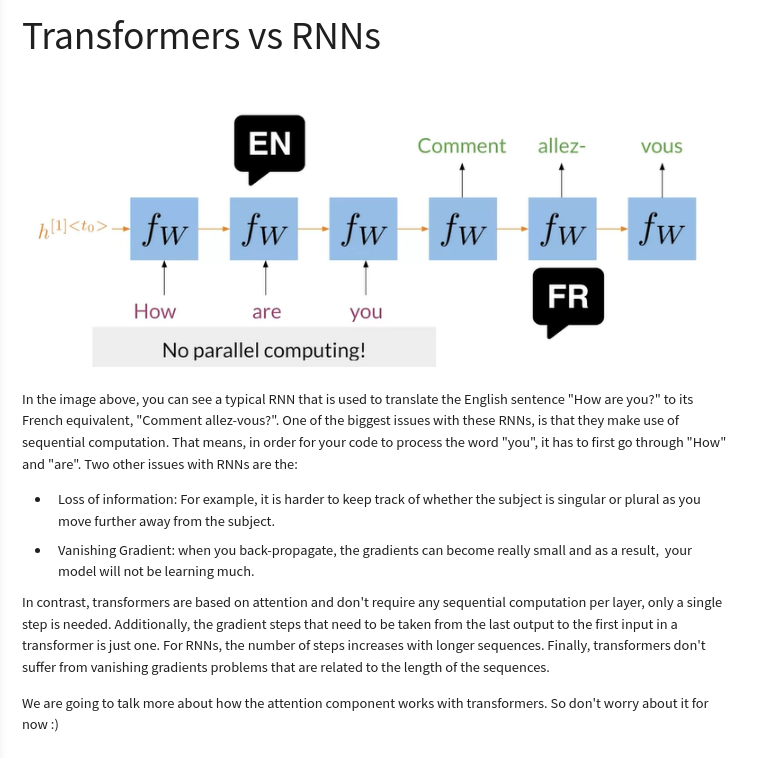 Transformers vs RNNs
EN
Comment allez- vous
h[1]<t0> fW fW fW fW fW fW
How are you
FR
No parallel computing!
In the image above, you can see a typical RNN that is used to translate the English sentence "How are you?" to its
French equivalent, "Comment allez-vous?". One of the biggest issues with these RNNs, is that they make use of
sequential computation. That means, in order for your code to process the word "you", it has to first go through "How"
and "are". Two other issues with RNNs are the:
• Loss of information: For example, it is harder to keep track of whether the subject is singular or plural as you
move further away from the subject.
• Vanishing Gradient: when you back-propagate, the gradients can become really small and as a result,  your
model will not be learning much.
In contrast, transformers are based on attention and don't require any sequential computation per layer, only a single
step is needed. Additionally, the gradient steps that need to be taken from the last output to the first input in a
transformer is just one. For RNNs, the number of steps increases with longer sequences. Finally, transformers don't
suffer from vanishing gradients problems that are related to the length of the sequences.
We are going to talk more about how the attention component works with transformers. So don't worry about it for
now :)